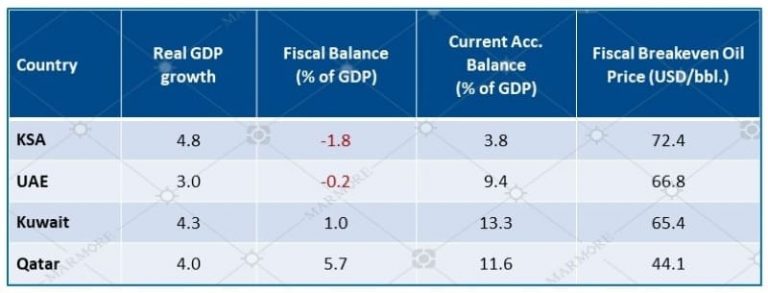 Country Real GDP growth Fiscal Balance (% of GDP) Current Acc. Balance (% of GDP) Fiscal Breakeven Oil Price (USD/bbl.)
KSA 4.8 -1.8 3.8 72.4
UAE 3.0 -0.2 9.4 66.8
Kuwait 4.3 1.0 13.3 65.4
Qatar 4.0 5.7 11.6 44.1
MARMORE